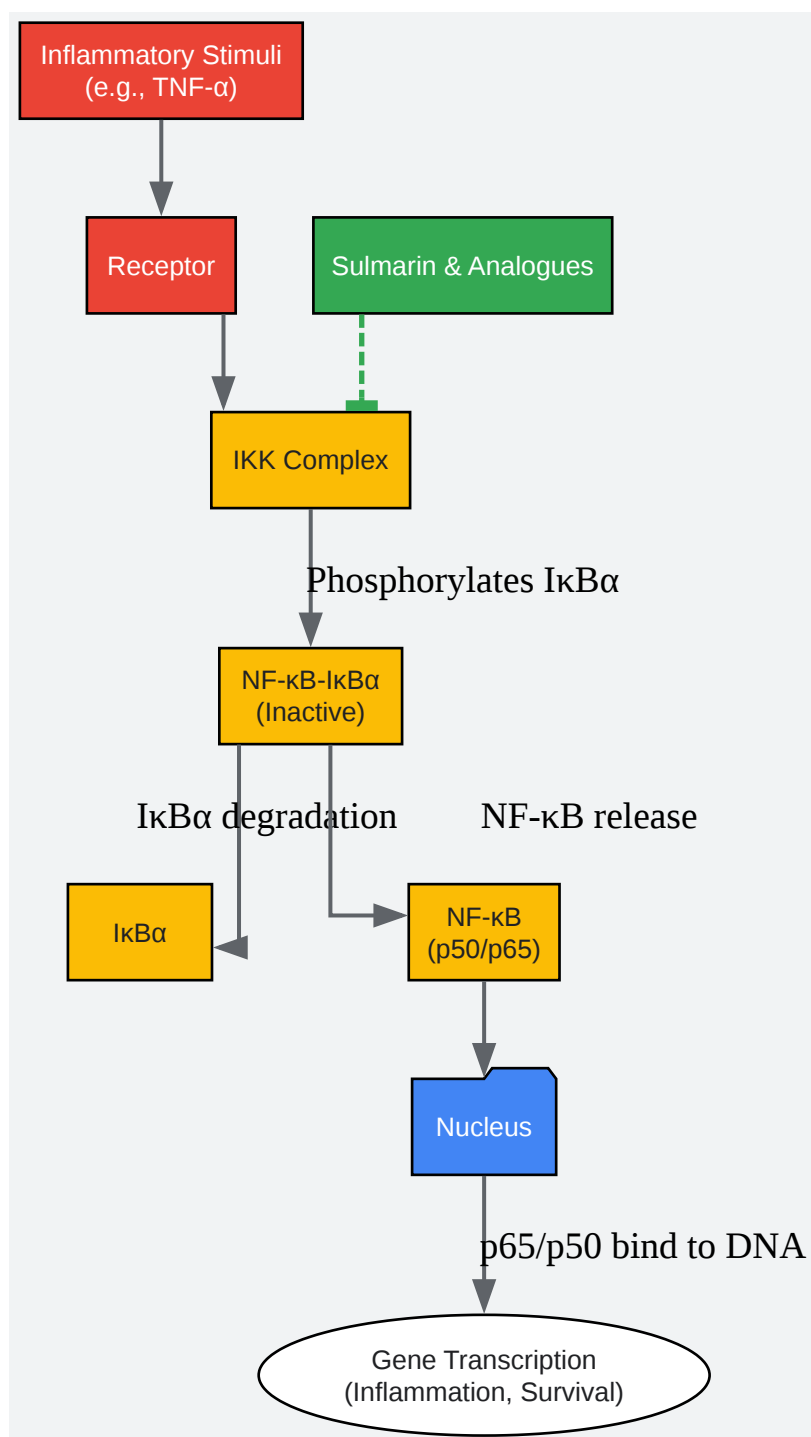 Inflammatory Stimuli
(e.g., TNF-α)
Receptor
Sulmarin & Analogues
IKK Complex
Phosphorylates IκBα
NF-κB-IκBα
(Inactive)
IκBα degradation
NF-κB release
IκBα
NF-κB
(p50/p65)
Nucleus
p65/p50 bind to DNA
Gene Transcription
(Inflammation, Survival)